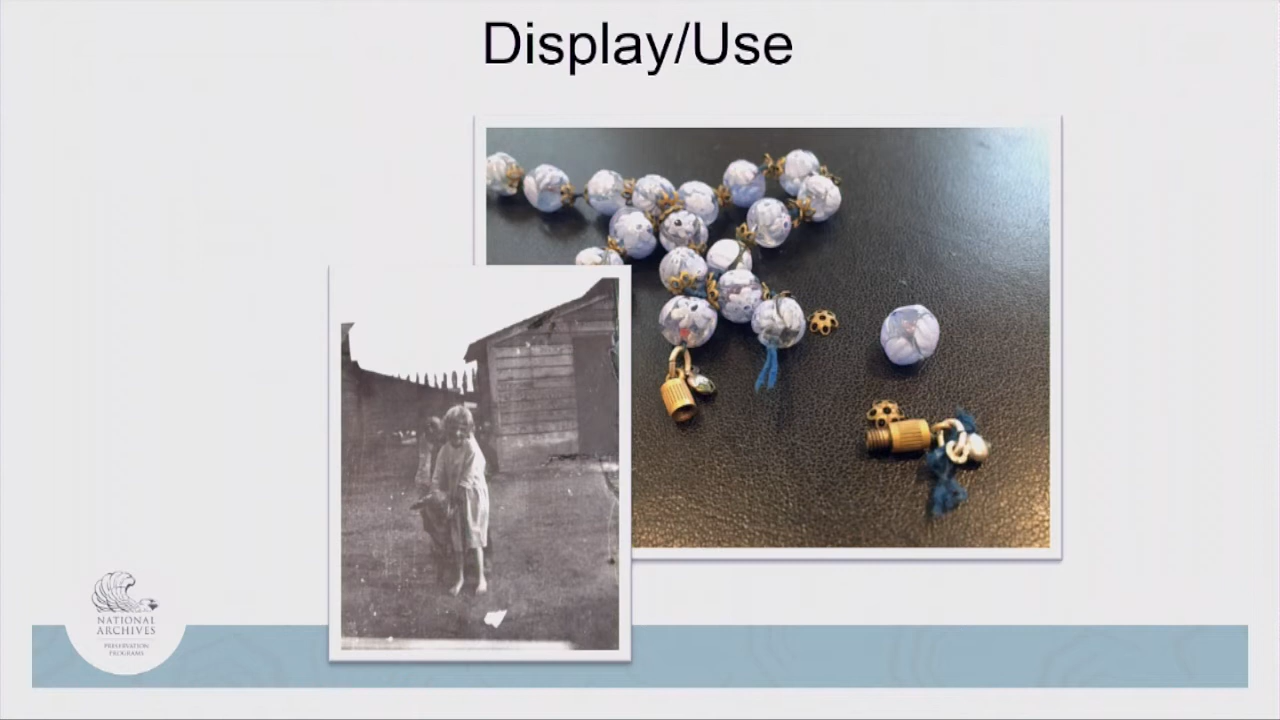 Display/Use
NATIONAL
ARCHIVES
PRESERVATION
PROGRAMS